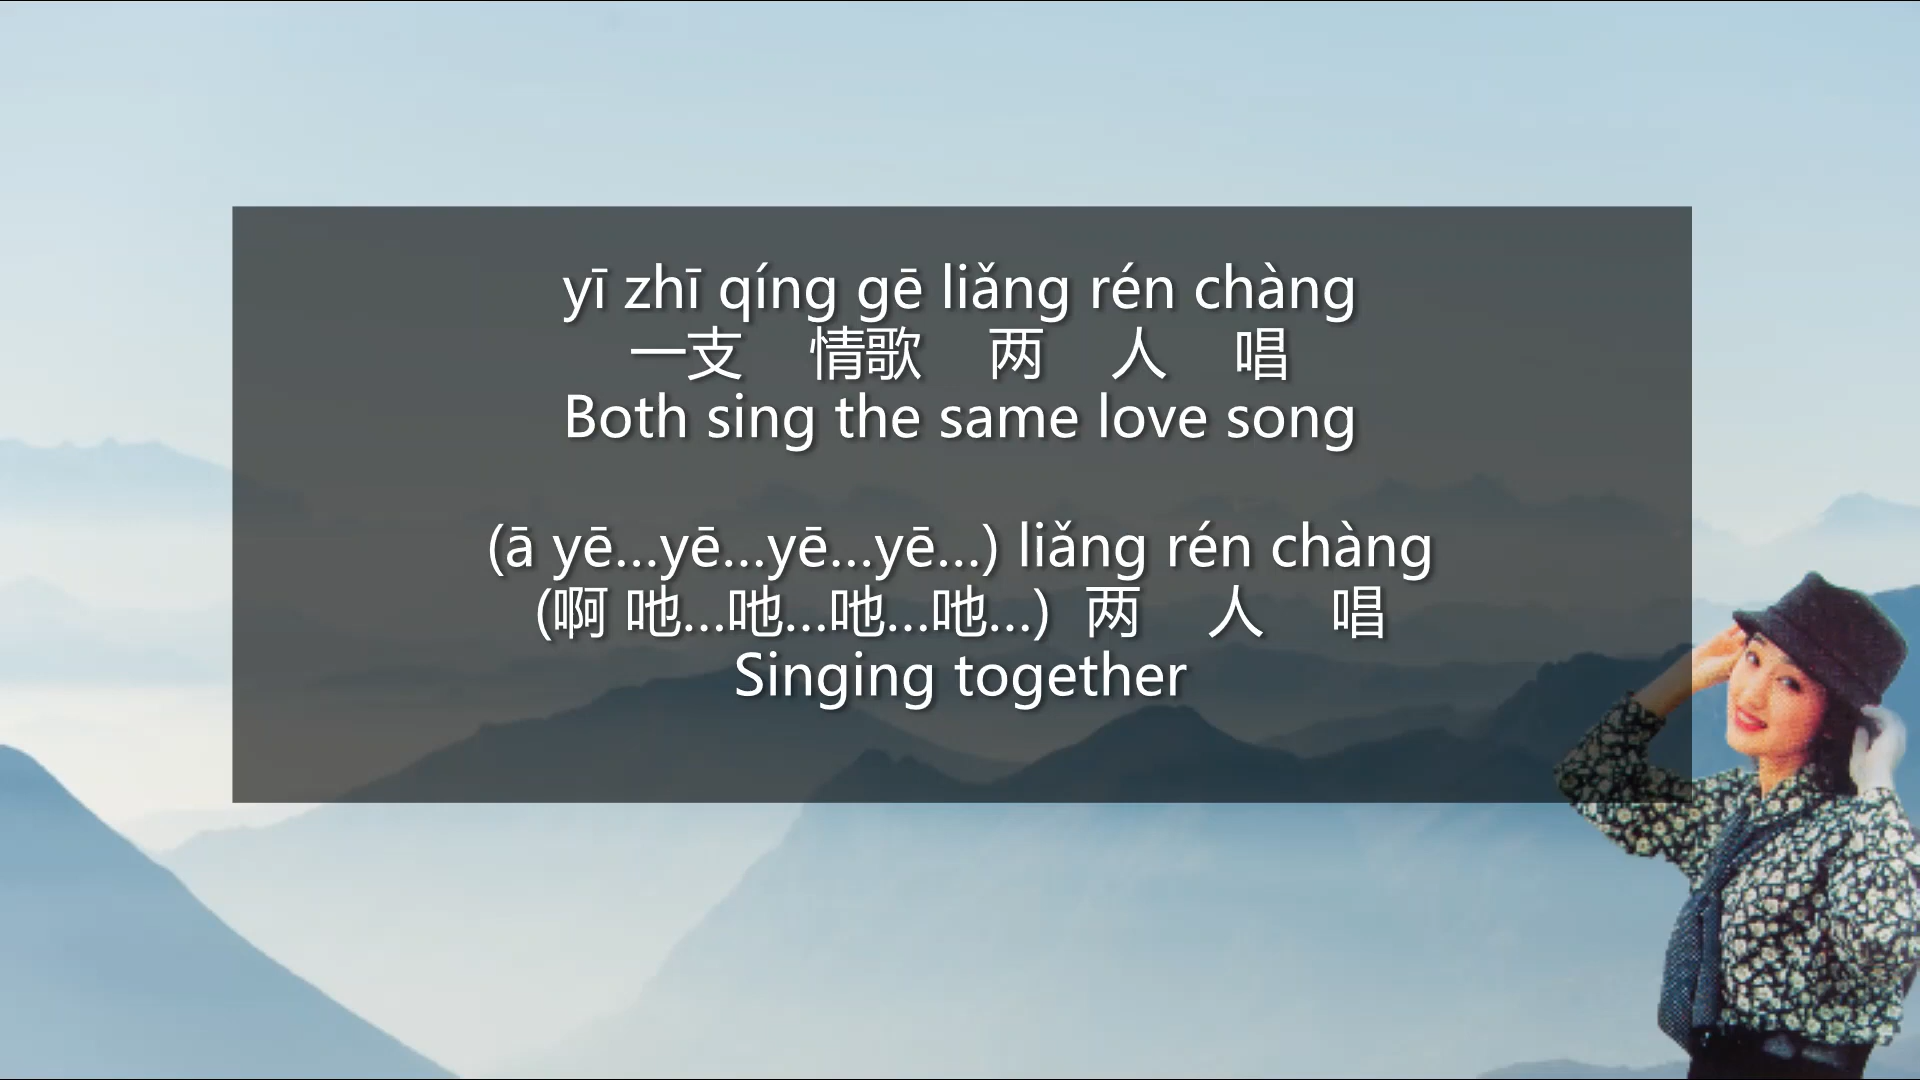 yī zhī qíng gē liǎng rén chàng
一支 情歌 两 人 唱
Both sing the same love song
(ā yē...yē...yē...yē...) liǎng rén chàng
(啊 吔...吔...吔...吔...) 两 人 唱
Singing together